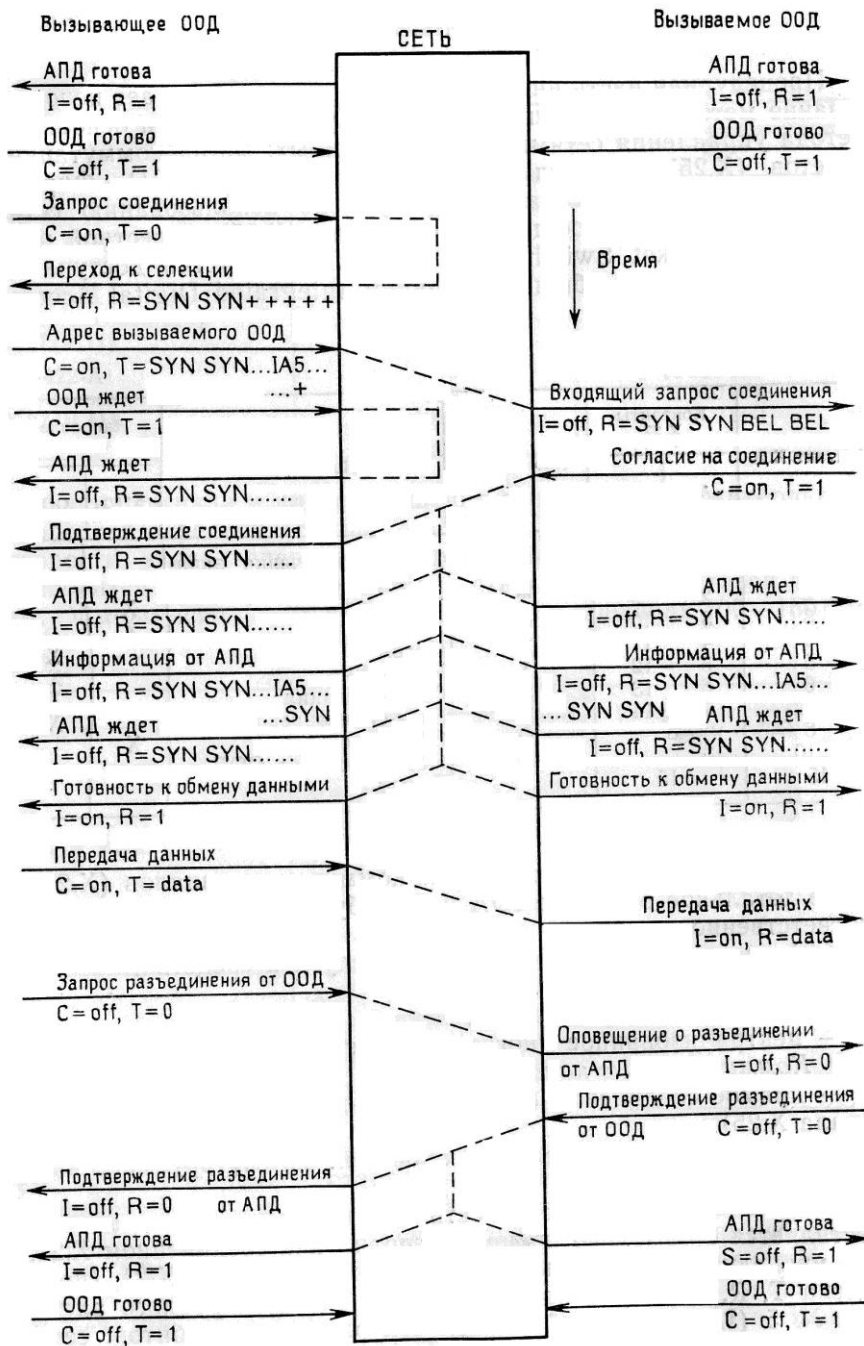 Вызывающее ООД
СЕТЬ
Вызываемое ООД
АПД готова
I=off, R=1
АПД готова
I=off, R=1
ООД готово
C=off, T=1
ООД готово
C=off, T=1
Запрос соединения
C=on, T=0
Время
Переход к селекции
I=off, R=SYN SYN+ + + + +
Адрес вызываемого ООД
C=on, T=SYN SYN...IA5...
...+
Входящий запрос соединения
I=off, R=SYN SYN BEL BEL
ООД ждет
C=on, T=1
Согласие на соединение
C=on, T=1
АПД ждет
I=off, R=SYN SYN......
Подтверждение соединения
I=off, R=SYN SYN......
АПД ждет
I=off, R=SYN SYN......
АПД ждет
I=off, R=SYN SYN......
Информация от АПД
I=off, R=SYN SYN...IA5...
...SYN
Информация от АПД
I=off, R=SYN SYN...IA5...
...SYN SYN
АПД ждет
I=off, R=SYN SYN......
АПД ждет
I=off, R=SYN SYN......
Готовность к обмену данными
I=on, R=1
Готовность к обмену данными
I=on, R=1
Передача данных
C=on, T=data
Передача данных
I=on, R=data
Запрос разъединения от ООД
C=off, T=0
Оповещение о разъединении
от АПД I=off, R=0
Подтверждение разъединения
от ООД C=off, T=0
Подтверждение разъединения
I=off, R=0 от АПД
АПД готова
I=off, R=1
АПД готова
S=off, R=1
ООД готово
C=off, T=1
ООД готово
C=off, T=1